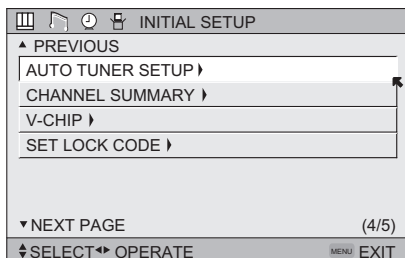 INITIAL SETUP
▲ PREVIOUS
AUTO TUNER SETUP
CHANNEL SUMMARY
V-CHIP
SET LOCK CODE
▼NEXT PAGE (4/5)
SELECT OPERATE MENU EXIT